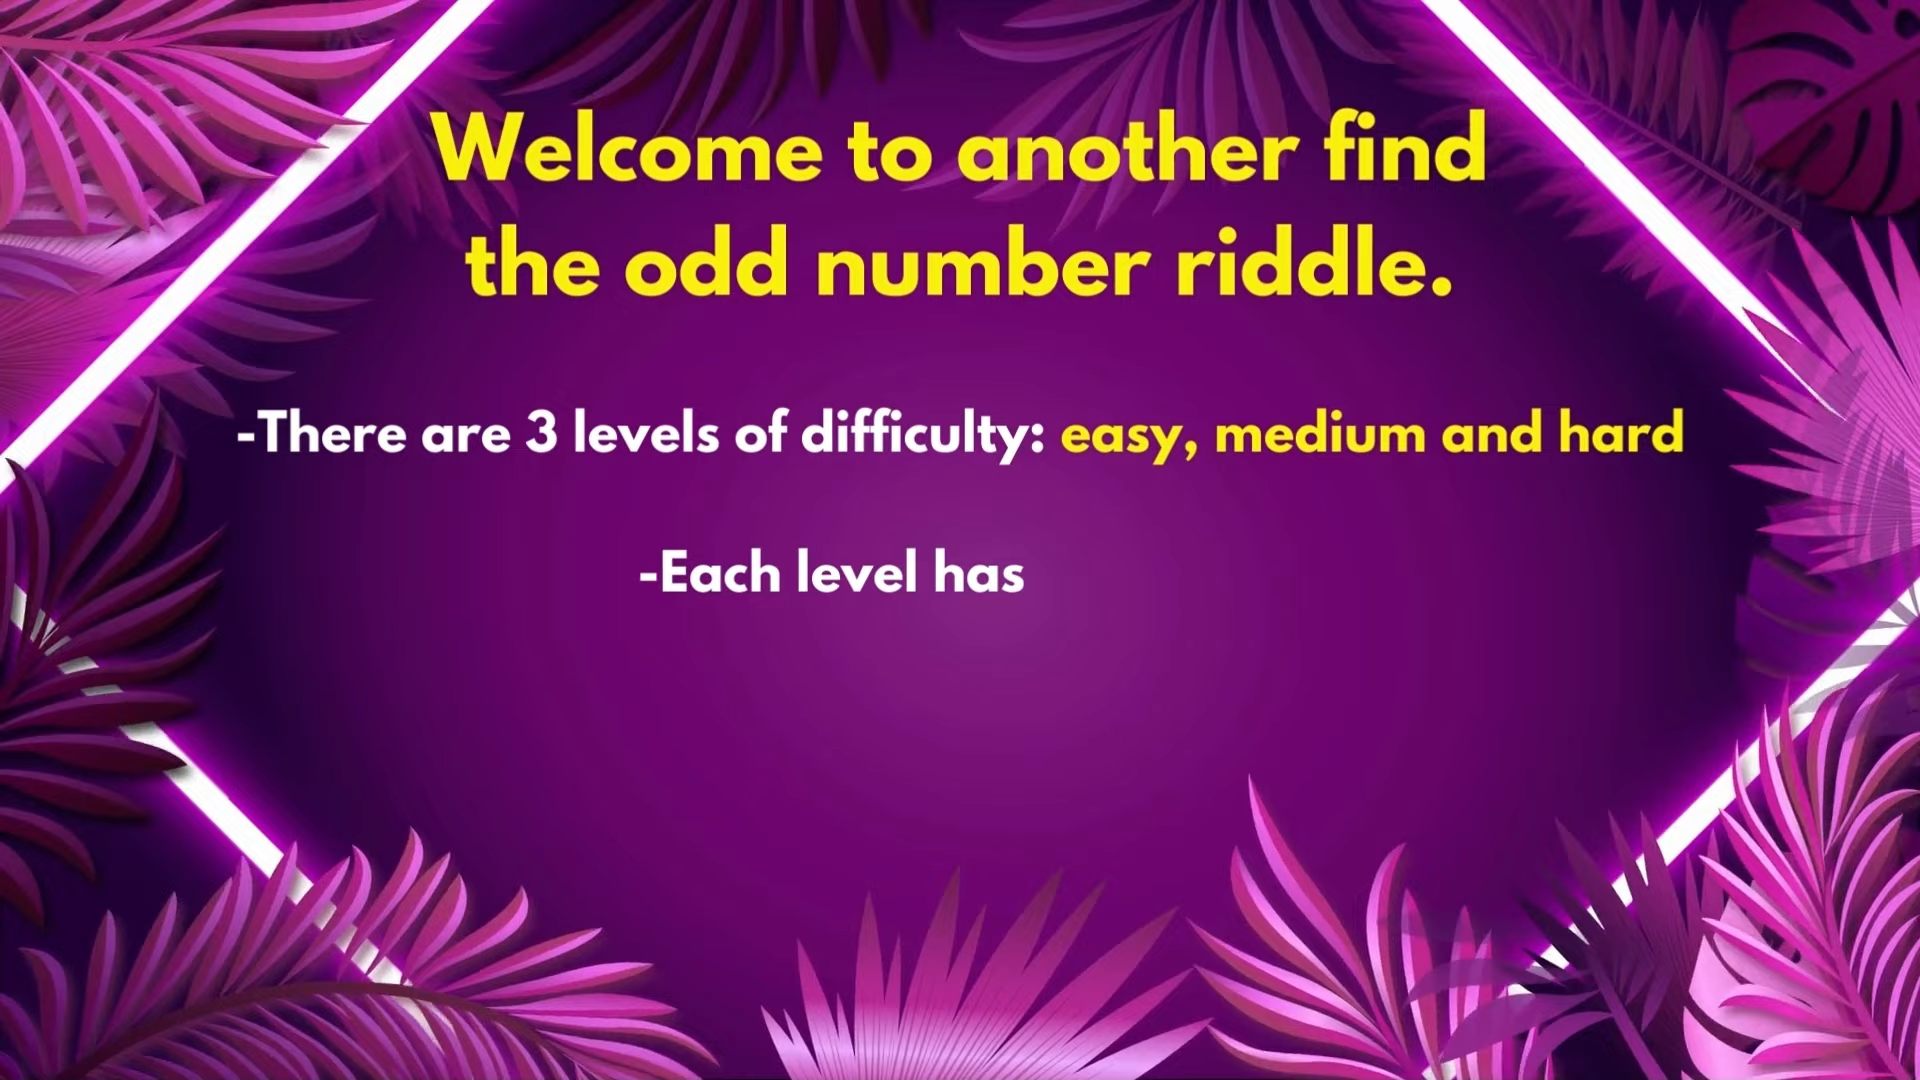 Welcome to another find
the odd number riddle.
-There are 3 levels of difficulty: easy, medium and hard
-Each level has